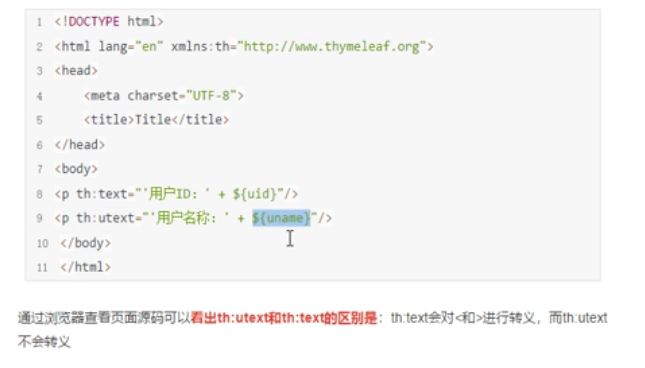 1 <!DOCTYPE html>
2 <html lang="en" xmlns:th="http://www.thymeleaf.org">
3 <head>
4     <meta charset="UTF-8">
5     <title>Title</title>
6 </head>
7 <body>
8 <p th:text="'用户ID: ' + ${uid}"/>
9 <p th:utext="'用户名称: ' + ${uname}"/>
10 </body>
11 </html>
通过浏览器查看页面源码可以看出th:utext和th:text的区别是：th:text会对<和>进行转义，而th:utext
不会转义